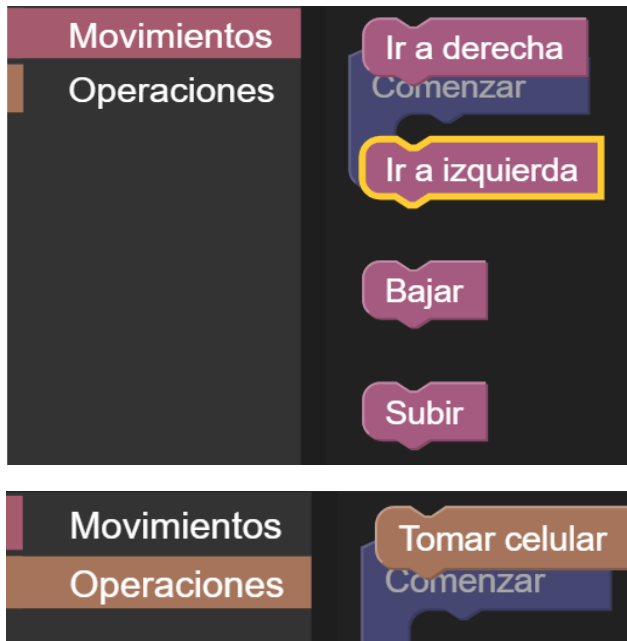 Movimientos
Operaciones
Ir a derecha
Comenzar
Ir a izquierda
Bajar
Subir
Movimientos
Operaciones
Tomar celular
Comenzar